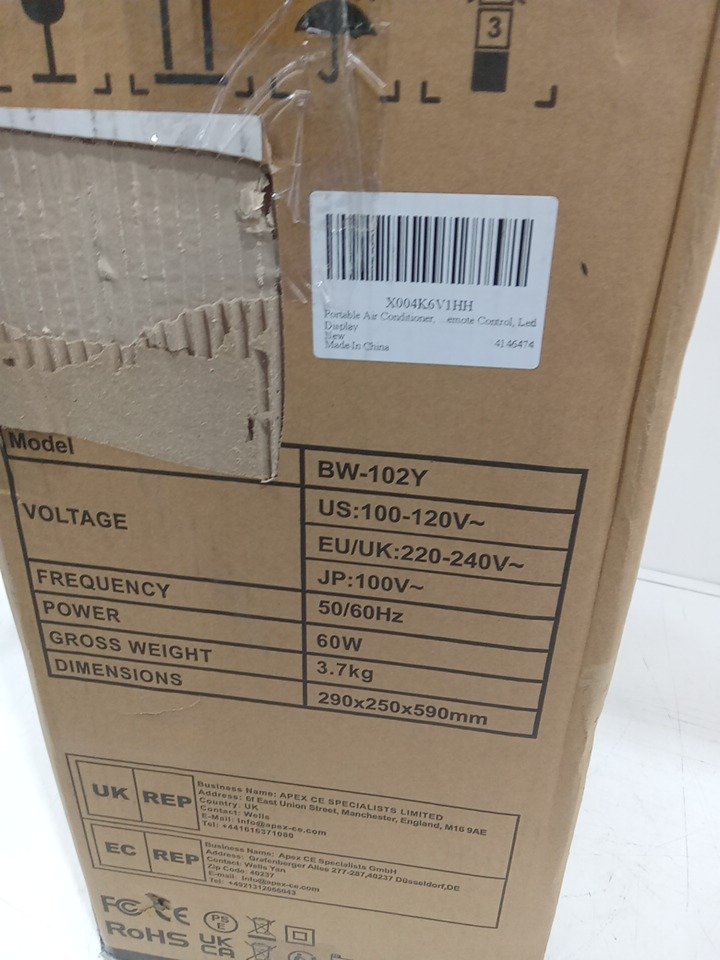 3
X004K6V1HH
Portable Air Conditioner, ...emote Control, Led
Display
New
Made In China 4146474
Model BW-102Y
VOLTAGE US:100-120V~
EU/UK:220-240V~
JP:100V~
FREQUENCY 50/60Hz
POWER 60W
GROSS WEIGHT 3.7kg
DIMENSIONS 290x250x590mm
UK REP
Business Name: APEX CE SPECIALISTS LIMITED
Address: 6f East Union Street, Manchester, England, M16 9AE
Country: UK
Contact: Wells
E-Mail: Info@apex-ce.com
Tel: +441616371080
EC REP
Business Name: Apex CE Specialists GmbH
Address: Grafenberger Allee 277-287,40237 Düsseldorf,DE
Contact: Wells Yan
Zip Code: 40237
E-mail: Info@apex-ce.com
FC CE PS E
RoHS UK CA